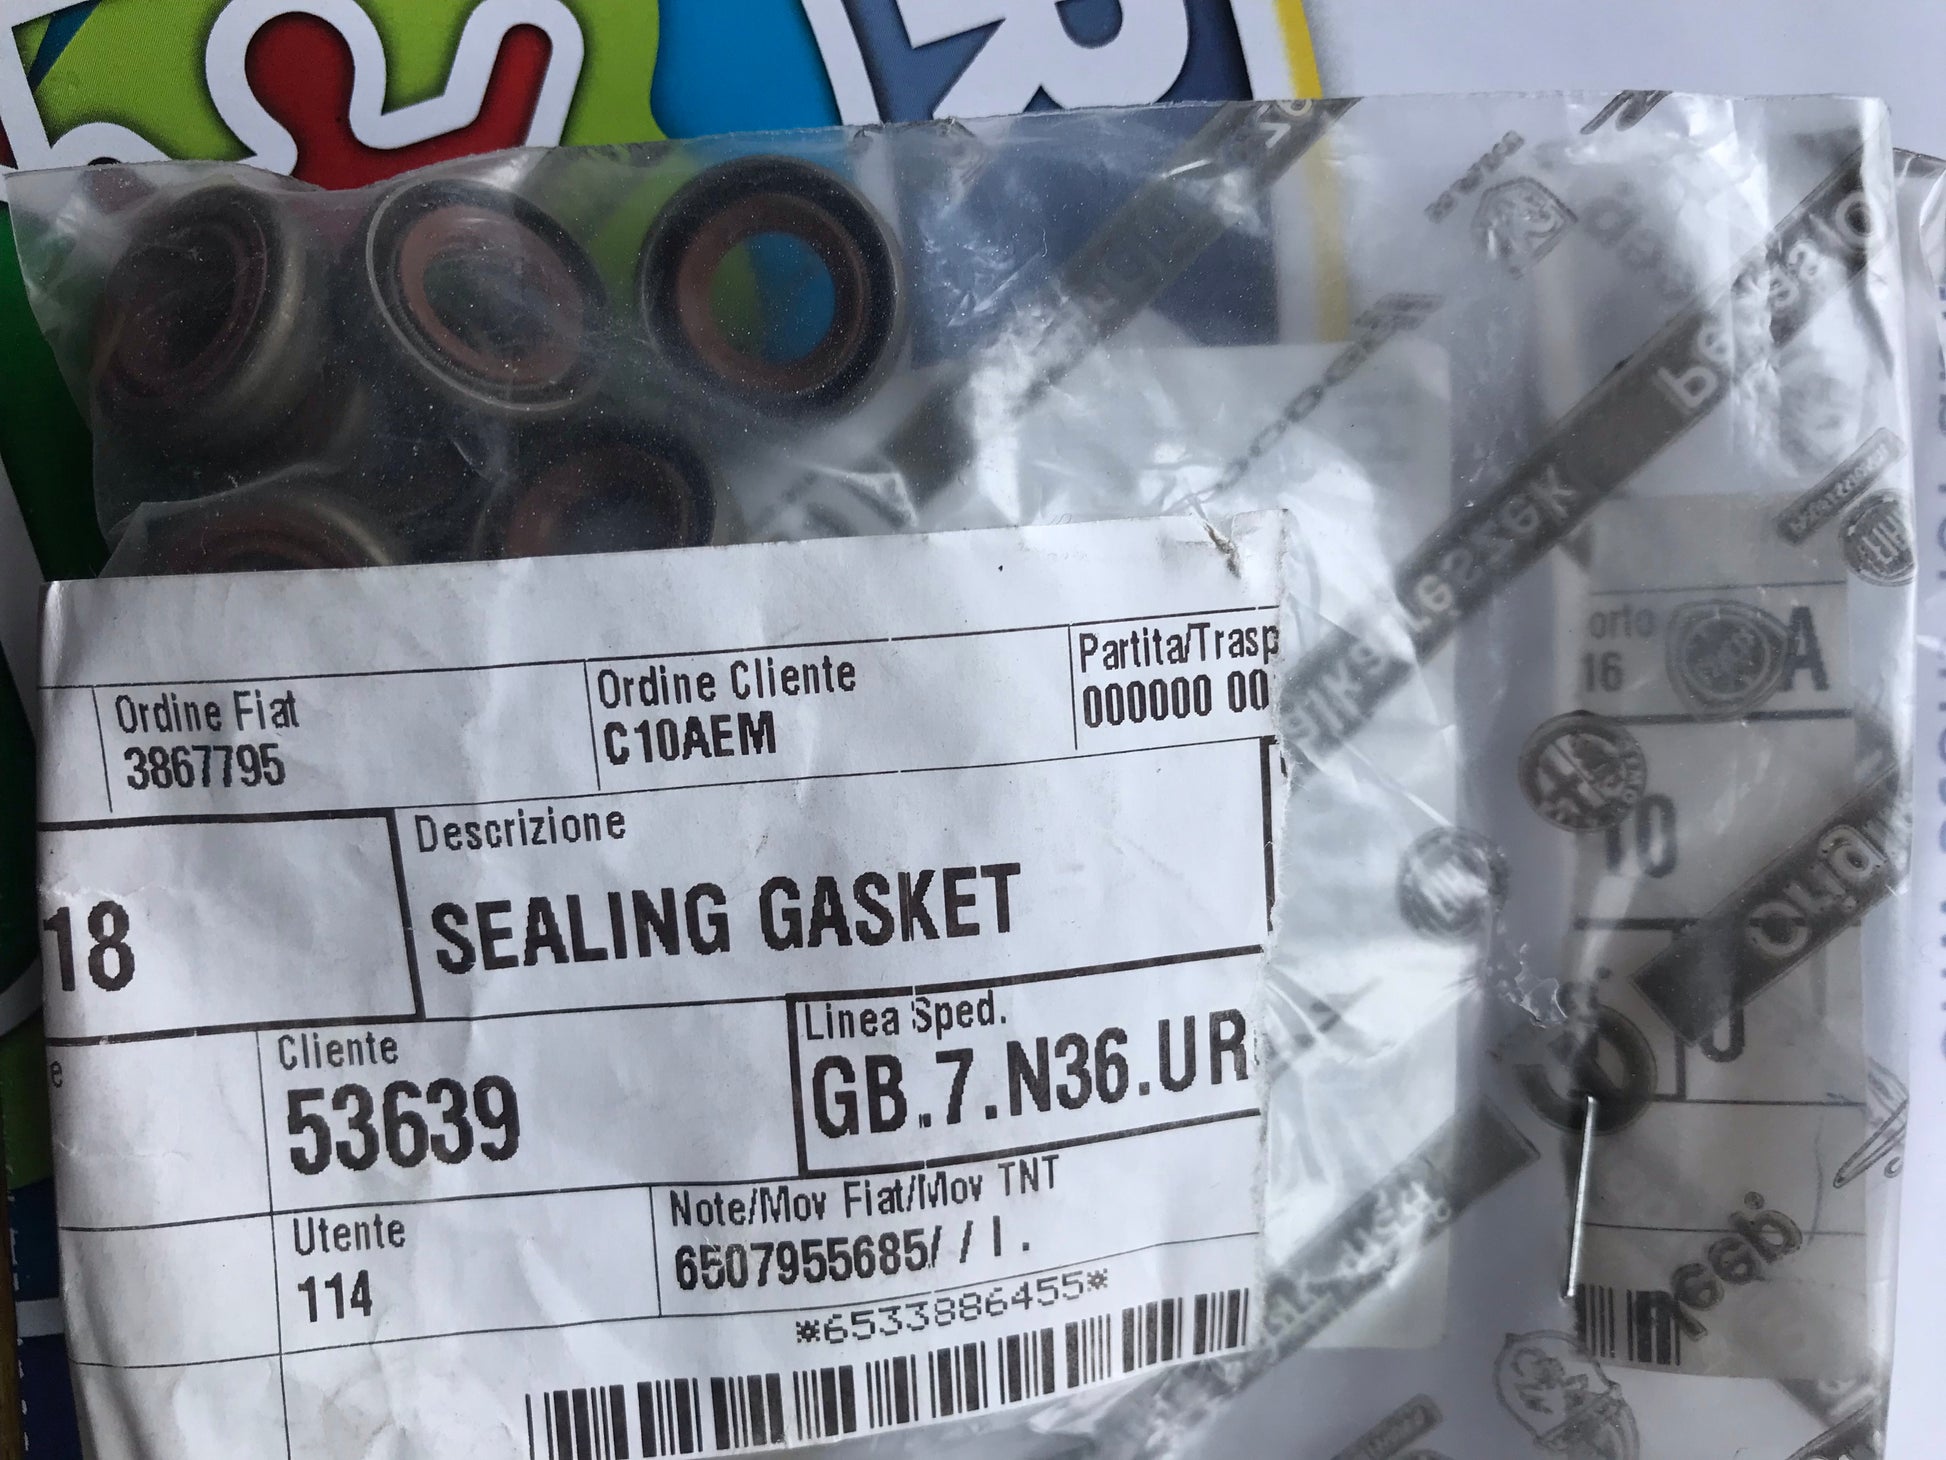 Ordine Fiat
3867795
Ordine Cliente
C10AEM
Partita/Trasp
000000 00
18
Descrizione
SEALING GASKET
e
Cliente
53639
Linea Sped.
GB.7.N36.UR
Utente
114
Note/Mov Fiat/Mov TNT
6507955685/ / I .
*6533886455*
orto
16
A
10